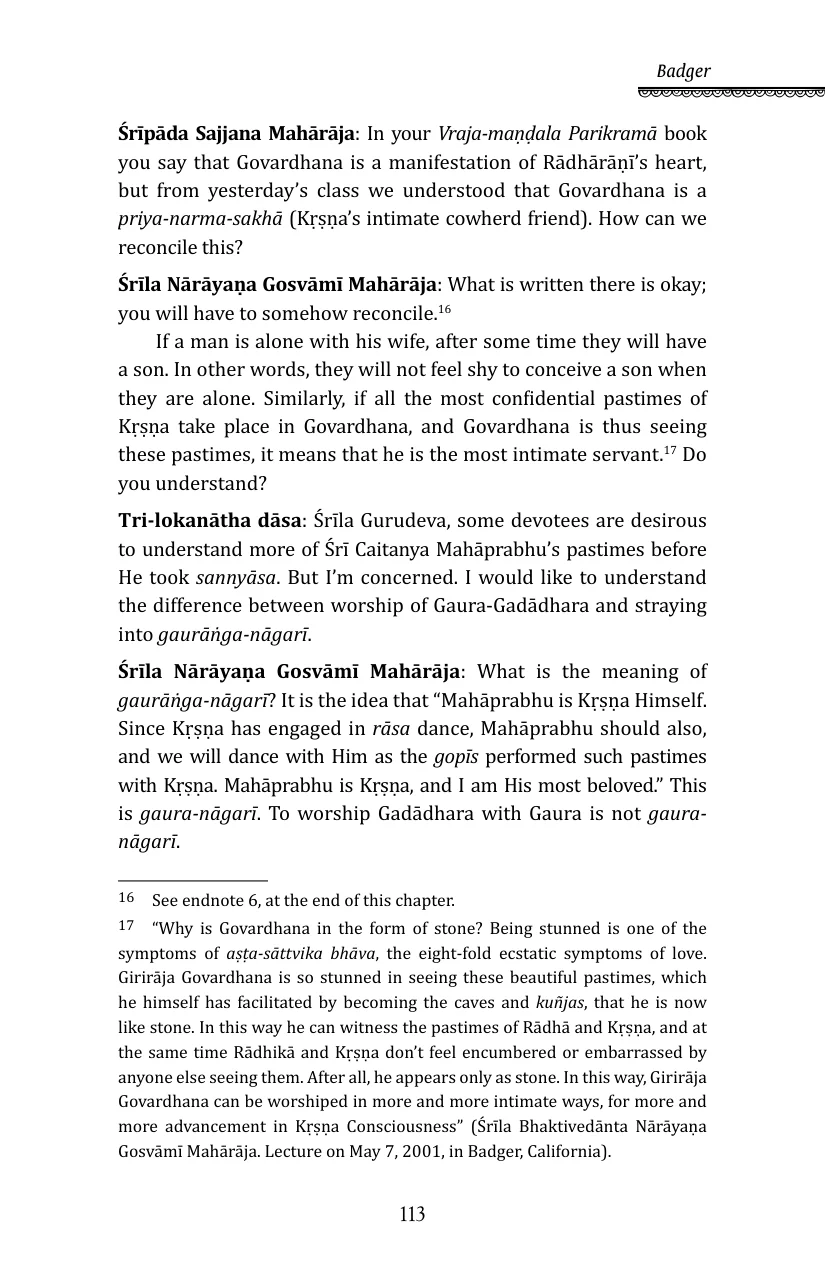 Badger
Śrīpāda Sajjana Mahārāja: In your Vraja-maṇḍala Parikramā book
you say that Govardhana is a manifestation of Rādhārāṇī’s heart,
but from yesterday’s class we understood that Govardhana is a
priya-narma-sakhā (Kṛṣṇa’s intimate cowherd friend). How can we
reconcile this?
Śrīla Nārāyaṇa Gosvāmī Mahārāja: What is written there is okay;
you will have to somehow reconcile.16
If a man is alone with his wife, after some time they will have
a son. In other words, they will not feel shy to conceive a son when
they are alone. Similarly, if all the most confidential pastimes of
Kṛṣṇa take place in Govardhana, and Govardhana is thus seeing
these pastimes, it means that he is the most intimate servant.17 Do
you understand?
Tri-lokanātha dāsa: Śrīla Gurudeva, some devotees are desirous
to understand more of Śrī Caitanya Mahāprabhu’s pastimes before
He took sannyāsa. But I’m concerned. I would like to understand
the difference between worship of Gaura-Gadādhara and straying
into gaurāṅga-nāgarī.
Śrīla Nārāyaṇa Gosvāmī Mahārāja: What is the meaning of
gaurāṅga-nāgarī? It is the idea that “Mahāprabhu is Kṛṣṇa Himself.
Since Kṛṣṇa has engaged in rāsa dance, Mahāprabhu should also,
and we will dance with Him as the gopīs performed such pastimes
with Kṛṣṇa. Mahāprabhu is Kṛṣṇa, and I am His most beloved.” This
is gaura-nāgarī. To worship Gadādhara with Gaura is not gaura-
nāgarī.
16 See endnote 6, at the end of this chapter.
17 “Why is Govardhana in the form of stone? Being stunned is one of the
symptoms of aṣṭa-sāttvika bhāva, the eight-fold ecstatic symptoms of love.
Girirāja Govardhana is so stunned in seeing these beautiful pastimes, which
he himself has facilitated by becoming the caves and kuñjas, that he is now
like stone. In this way he can witness the pastimes of Rādhā and Kṛṣṇa, and at
the same time Rādhikā and Kṛṣṇa don’t feel encumbered or embarrassed by
anyone else seeing them. After all, he appears only as stone. In this way, Girirāja
Govardhana can be worshiped in more and more intimate ways, for more and
more advancement in Kṛṣṇa Consciousness” (Śrīla Bhaktivedānta Nārāyaṇa
Gosvāmī Mahārāja. Lecture on May 7, 2001, in Badger, California).
113